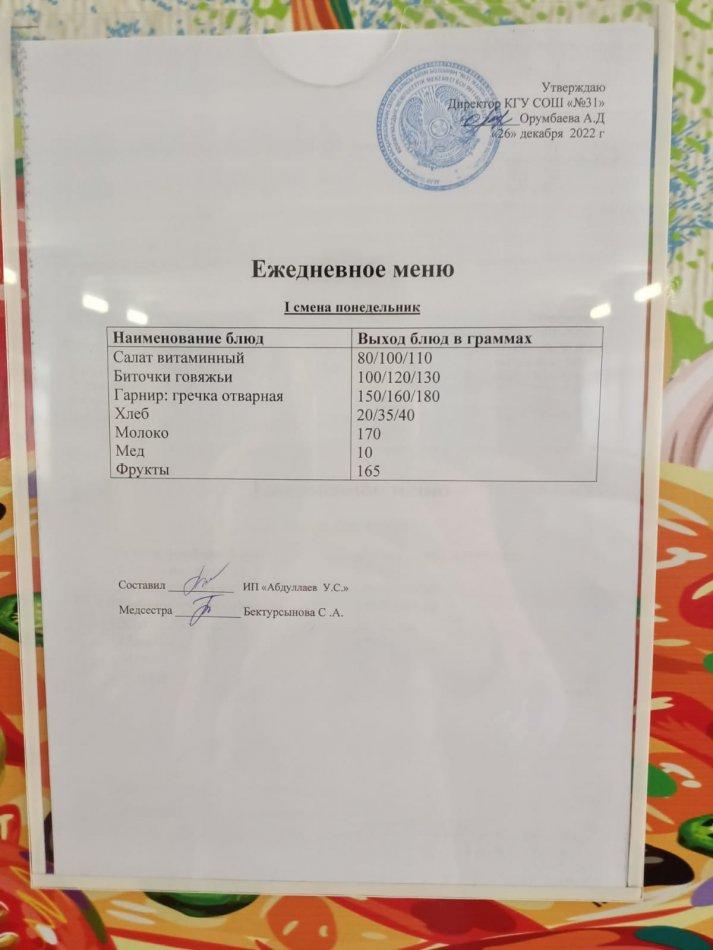 Утверждаю
Директор КГУ СОШ «№31»
Орумбаева А.Д
«26» декабря 2022 г
Ежедневное меню
I смена понедельник
Наименование блюд Выход блюд в граммах
Салат витаминный 80/100/110
Биточки говяжьи 100/120/130
Гарнир: гречка отварная 150/160/180
Хлеб 20/35/40
Молоко 170
Мед 10
Фрукты 165
Составил ИП «Абдуллаев У.С.»
Медсестра Бектурсынова С .А.